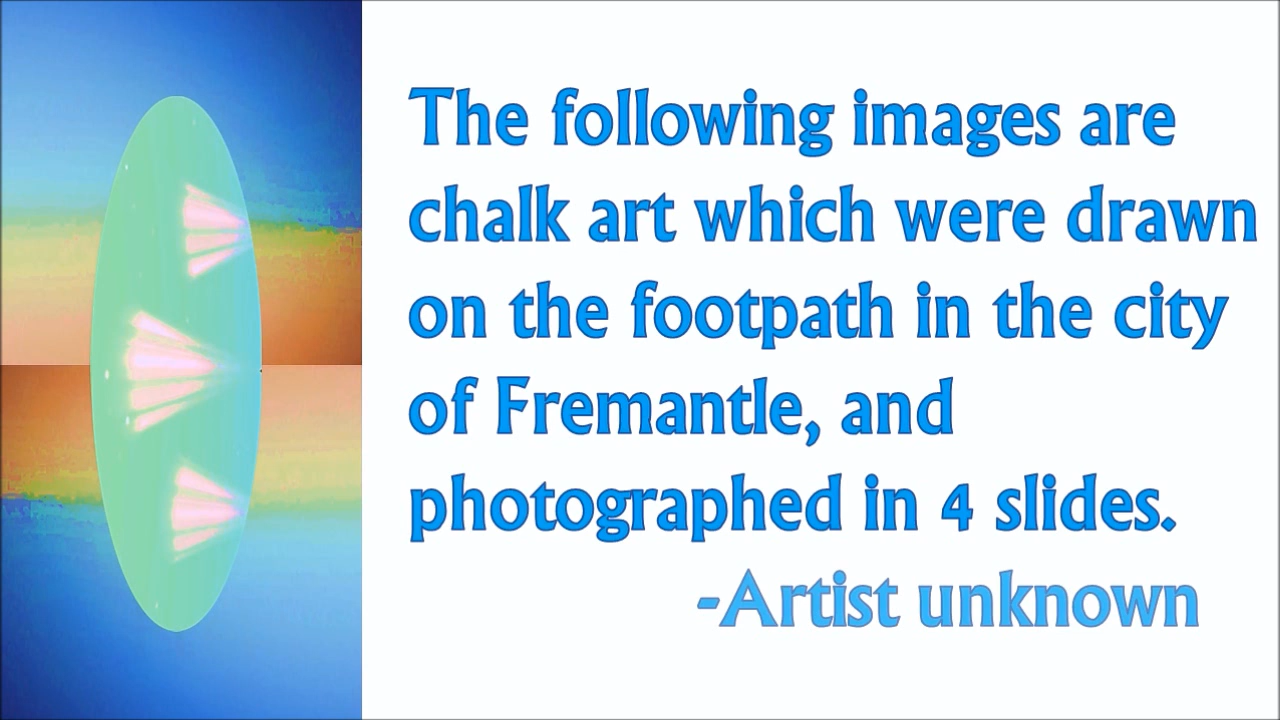 The following images are
chalk art which were drawn
on the footpath in the city
of Fremantle, and
photographed in 4 slides.
-Artist unknown